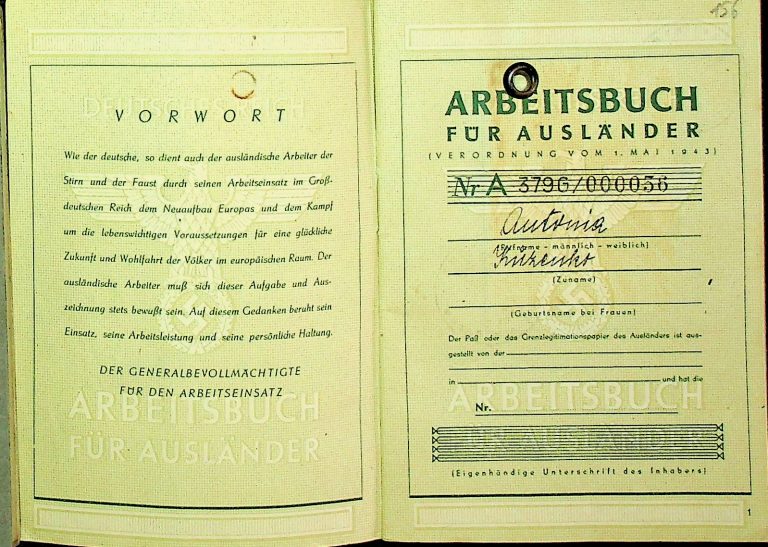 VORWORT
Wie der deutsche, so dient auch der ausländische Arbeiter der
Stirn und der Faust durch seinen Arbeitseinsatz im Groß-
deutschen Reich dem Neuaufbau Europas und dem Kampf
um die lebenswichtigen Voraussetzungen für eine glückliche
Zukunft und Wohlfahrt der Völker im europäischen Raum. Der
ausländische Arbeiter muß sich dieser Aufgabe und Aus-
zeichnung stets bewußt sein. Auf diesem Gedanken beruht sein
Einsatz, seine Arbeitsleistung und seine persönliche Haltung.
DER GENERALBEVOLLMÄCHTIGTE
FÜR DEN ARBEITSEINSATZ
ARBEITSBUCH
FÜR AUSLÄNDER
156
ARBEITSBUCH
FÜR AUSLÄNDER
(VERORDNUNG VOM 1. MAI 1943)
Nr A 379G/000036
Antonia
(Rufname - männlich - weiblich)
(Zuname)
(Geburtsname bei Frauen)
Der Paß oder das Grenzlegitimationspapier des Ausländers ist aus-
gestellt von der
in und hat die
Nr.
ARBEITSBUCH
FÜR AUSLÄNDER
(Eigenhändige Unterschrift des Inhabers)
1